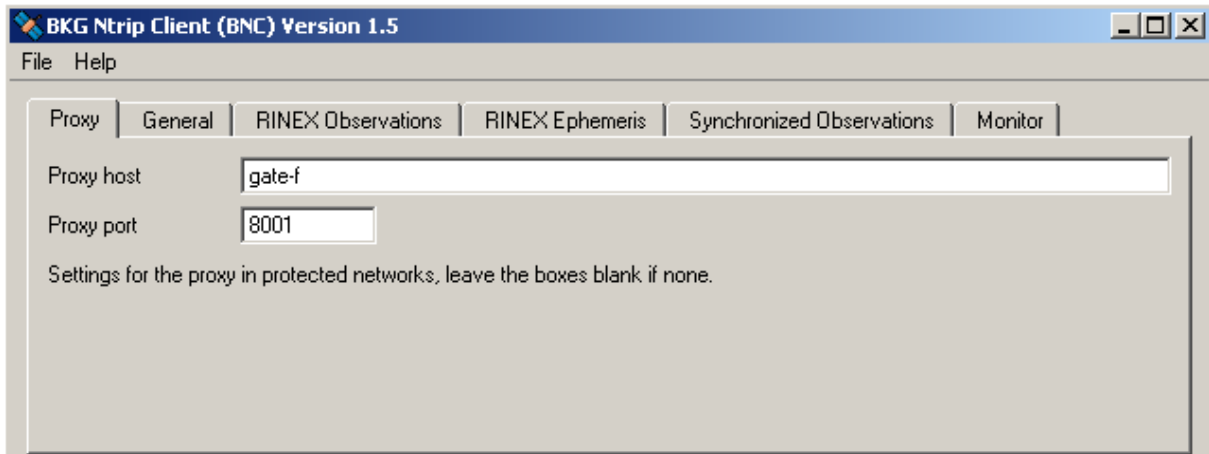 BKG Ntrip Client (BNC) Version 1.5
File Help
Proxy General RINEX Observations RINEX Ephemeris Synchronized Observations Monitor
Proxy host gate-f
Proxy port 8001
Settings for the proxy in protected networks, leave the boxes blank if none.